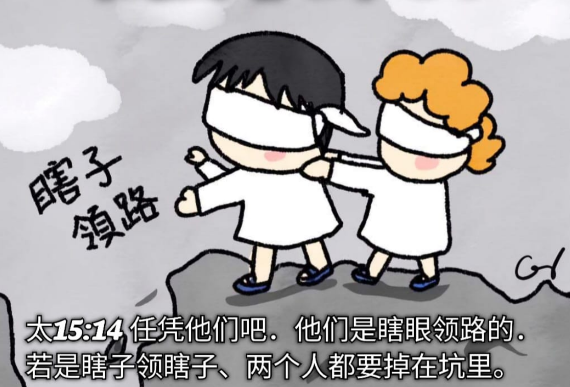 瞎子
领路
太15:14 任凭他们吧．他们是瞎眼领路的．
若是瞎子领瞎子、两个人都要掉在坑里。